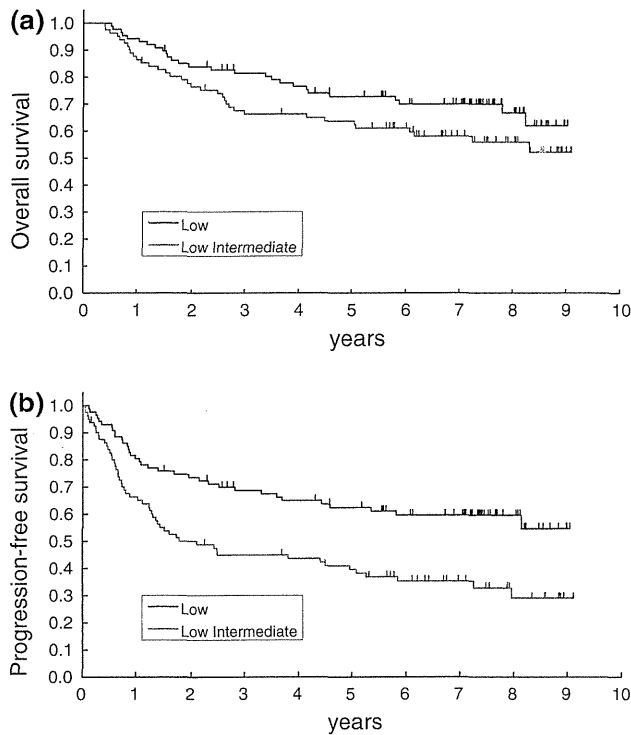 (a)
Overall survival
1.0
0.9
0.8
0.7
0.6
0.5
0.4
0.3
0.2
0.1
0.0
Low
Low Intermediate
0 1 2 3 4 5 6 7 8 9 10
years
(b)
Progression-free survival
1.0
0.9
0.8
0.7
0.6
0.5
0.4
0.3
0.2
0.1
0.0
Low
Low Intermediate
0 1 2 3 4 5 6 7 8 9 10
years